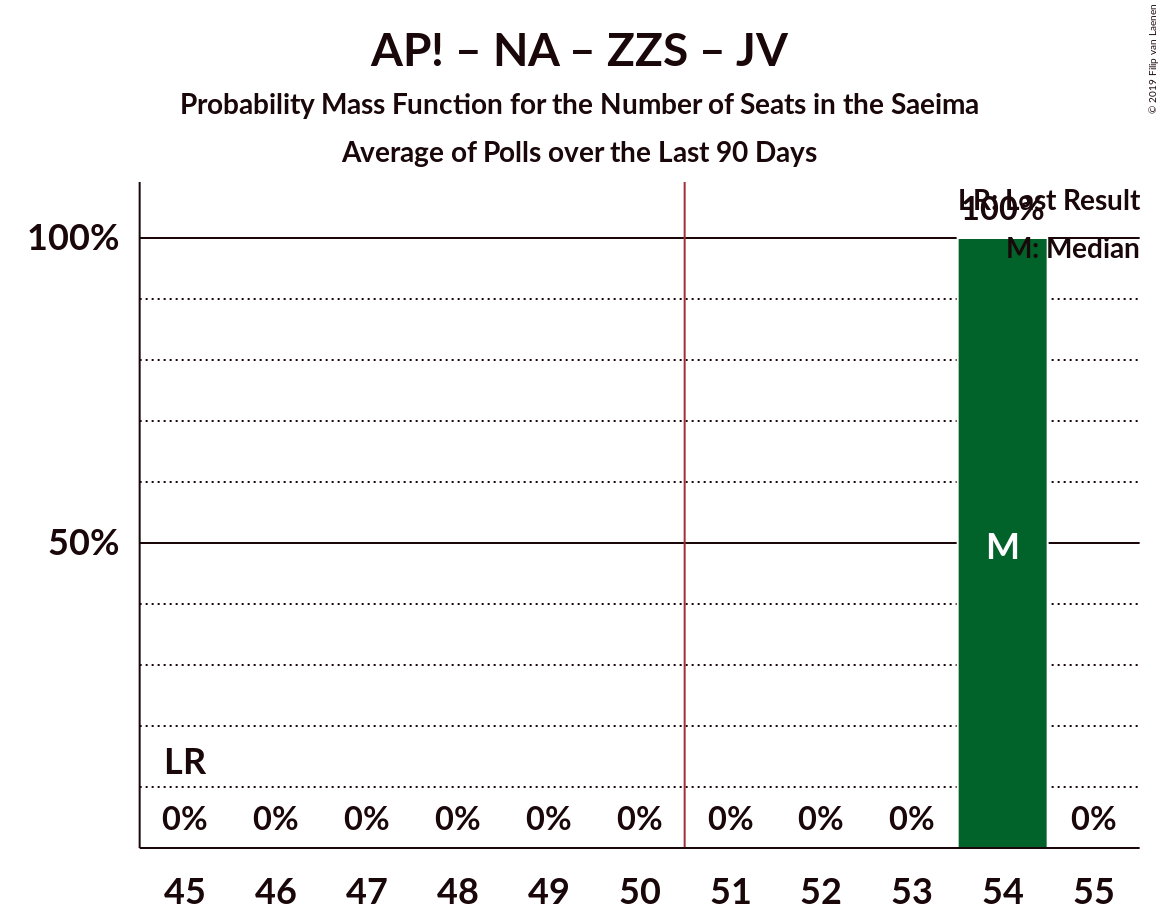 AP! – NA – ZZS – JV
Probability Mass Function for the Number of Seats in the Saeima
Average of Polls over the Last 90 Days
© 2019 Filip van Laenen
LR: Last Result
100%
M: Median
100%
50%
M
LR
0% 0% 0% 0% 0% 0% 0% 0% 0% 0%
45 46 47 48 49 50 51 52 53 54 55